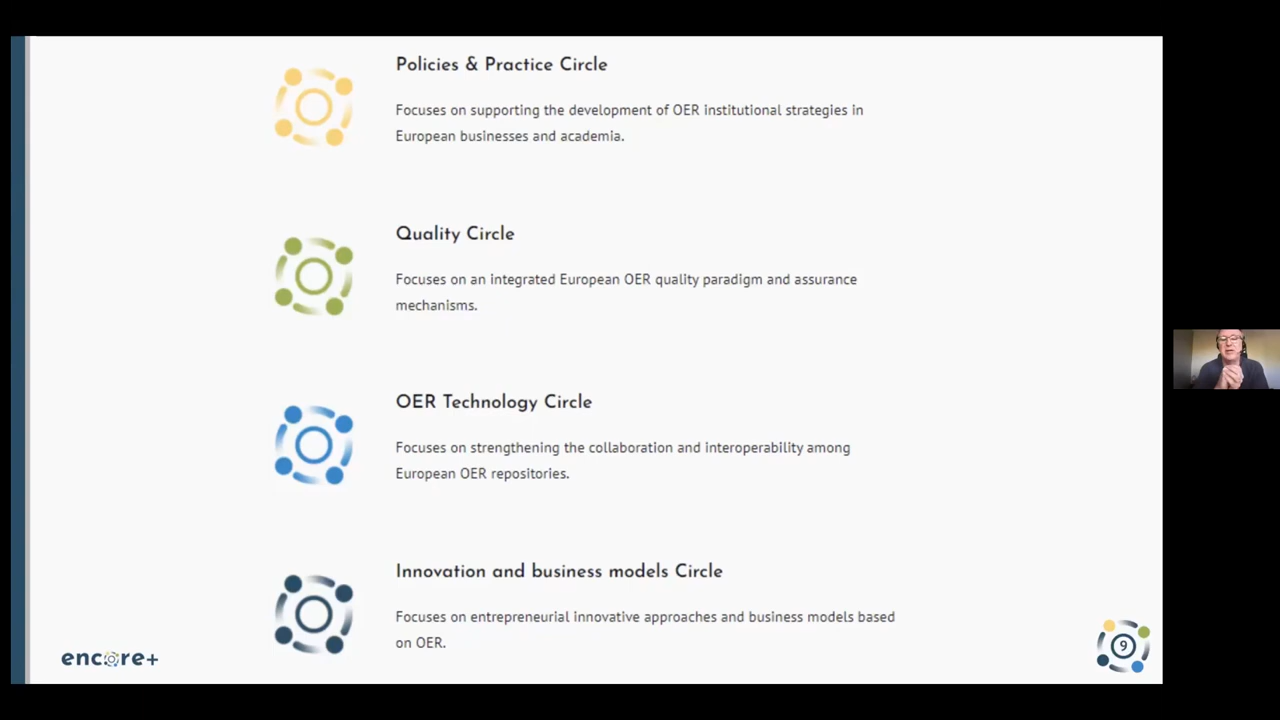 Policies & Practice Circle
Focuses on supporting the development of OER institutional strategies in
European businesses and academia.
Quality Circle
Focuses on an integrated European OER quality paradigm and assurance
mechanisms.
OER Technology Circle
Focuses on strengthening the collaboration and interoperability among
European OER repositories.
Innovation and business models Circle
Focuses on entrepreneurial innovative approaches and business models based
on OER.
encore+
9